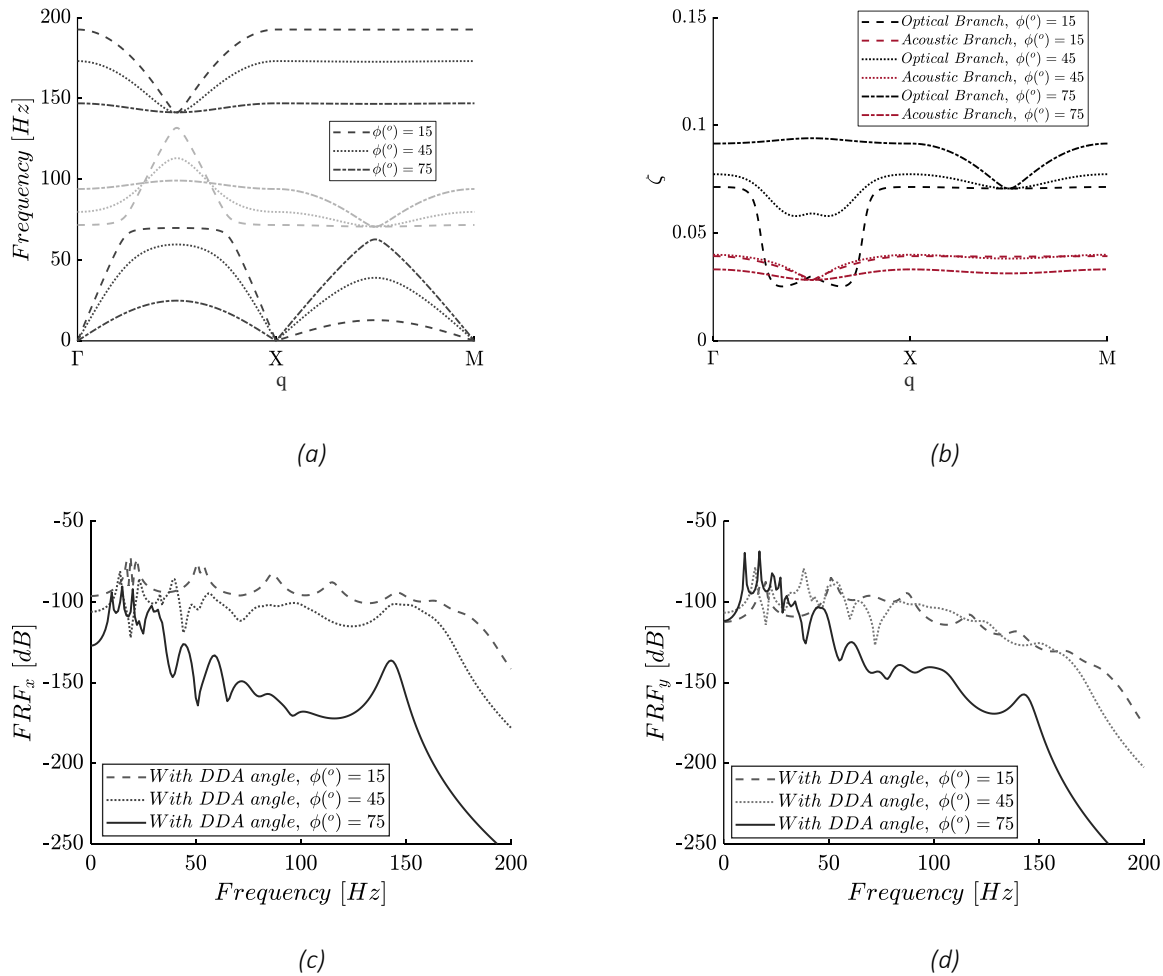 200
150
100
50
0
Frequency [Hz]
ϕ(°) = 15
ϕ(°) = 45
ϕ(°) = 75
Γ
X
M
q
(a)
0.15
0.1
0.05
0
ζ
Optical Branch, ϕ(°) = 15
Acoustic Branch, ϕ(°) = 15
Optical Branch, ϕ(°) = 45
Acoustic Branch, ϕ(°) = 45
Optical Branch, ϕ(°) = 75
Acoustic Branch, ϕ(°) = 75
Γ
X
M
q
(b)
-50
-100
-150
-200
-250
FRFx [dB]
With DDA angle, ϕ(°) = 15
With DDA angle, ϕ(°) = 45
With DDA angle, ϕ(°) = 75
0 50 100 150 200
Frequency [Hz]
(c)
-50
-100
-150
-200
-250
FRFy [dB]
With DDA angle, ϕ(°) = 15
With DDA angle, ϕ(°) = 45
With DDA angle, ϕ(°) = 75
0 50 100 150 200
Frequency [Hz]
(d)